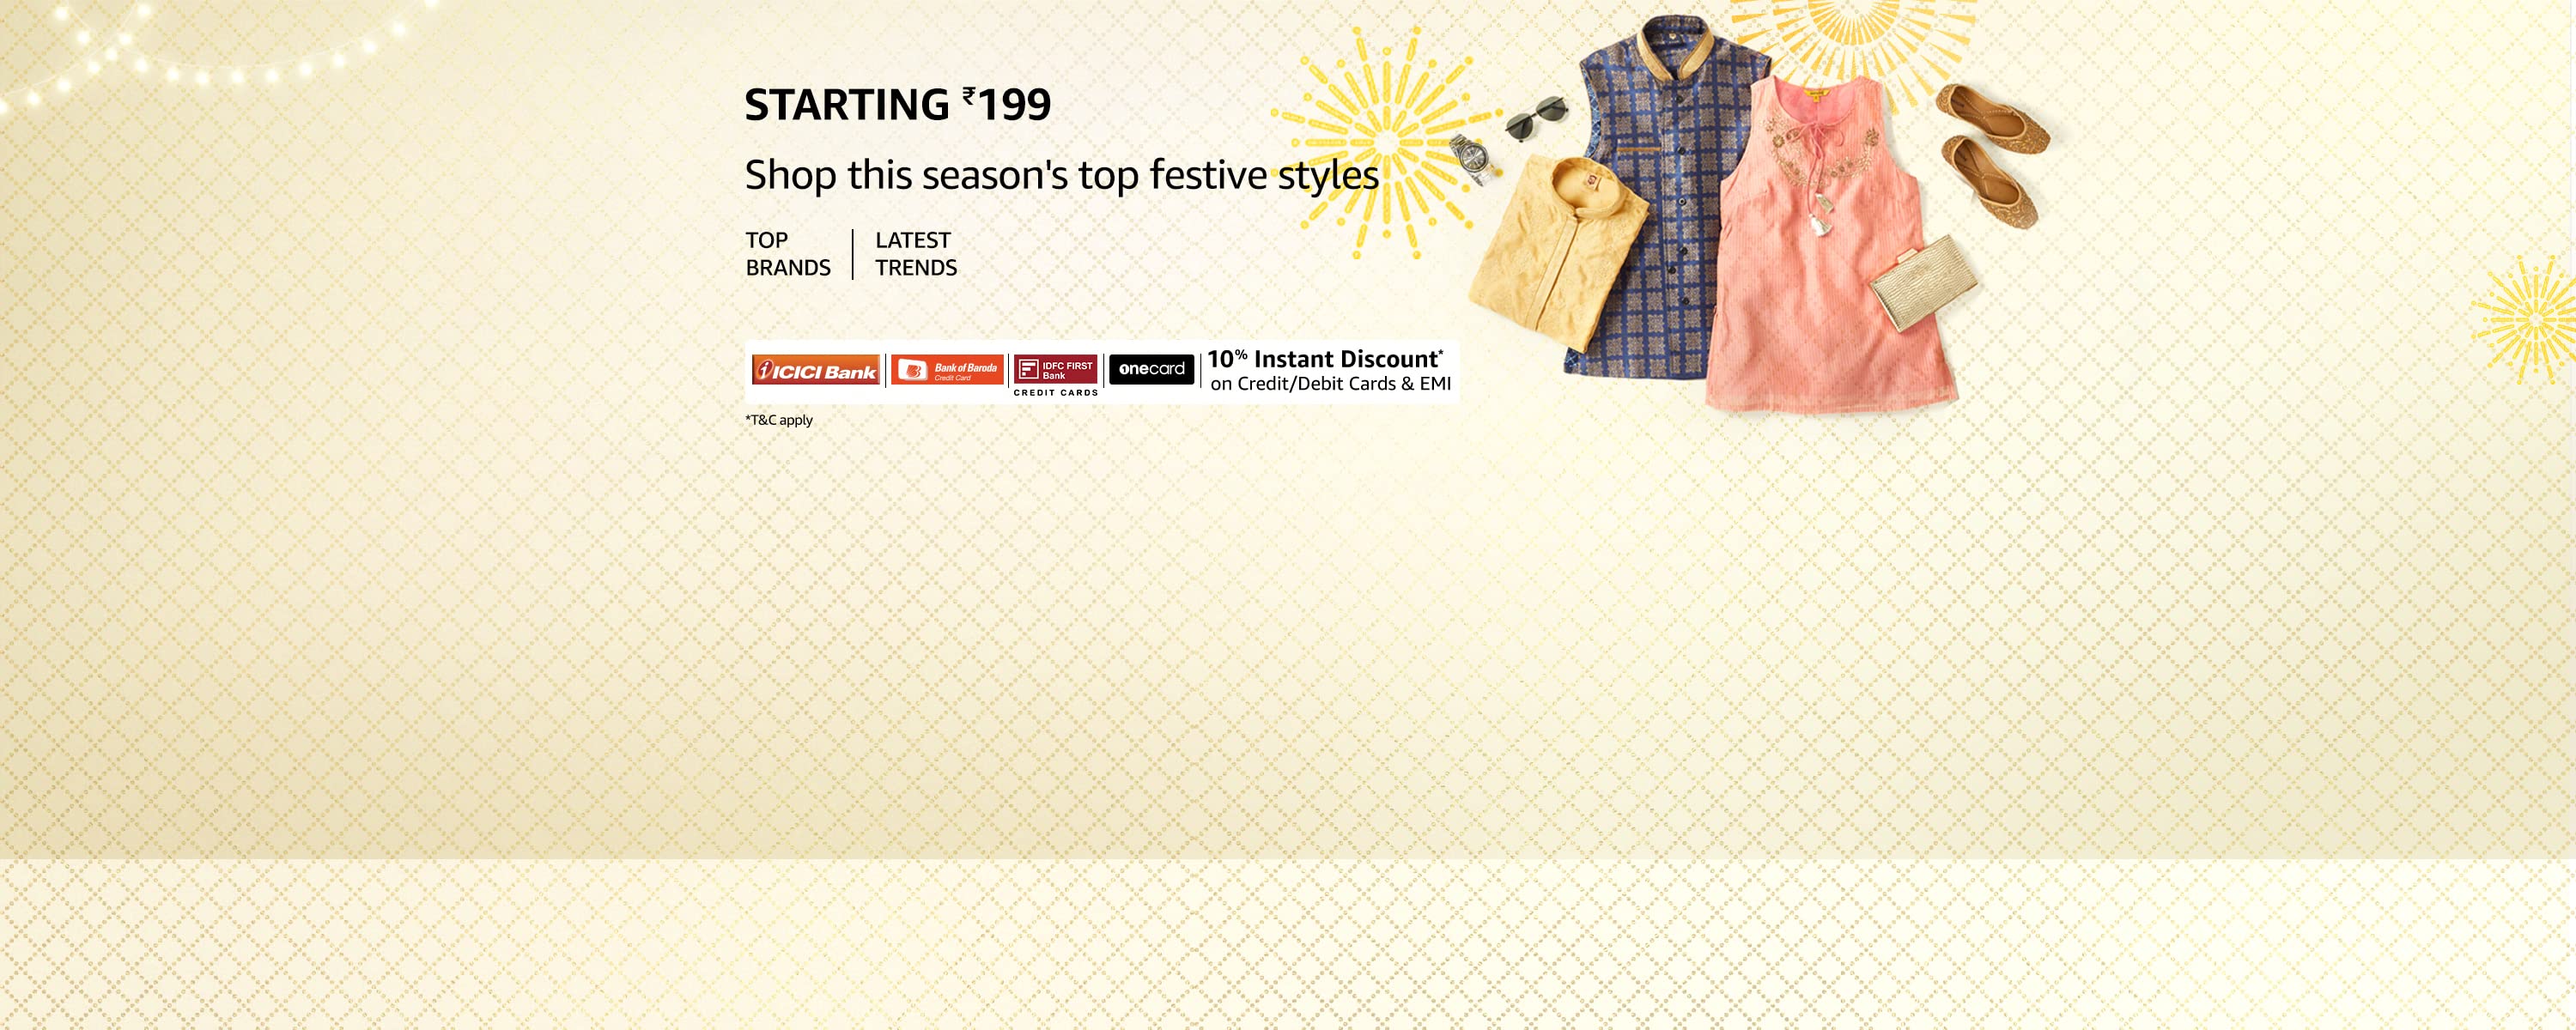 STARTING ₹199
Shop this season's top festive styles
TOP
BRANDS
LATEST
TRENDS
ICICI Bank
Bank of Baroda
Credit Card
IDFC FIRST
Bank
CREDIT CARDS
onecard
10% Instant Discount*
on Credit/Debit Cards & EMI
*T&C apply